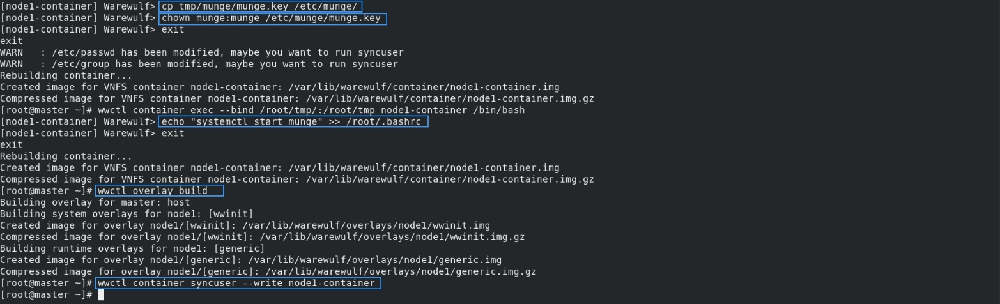 [node1-container] Warewulf> cp tmp/munge/munge.key /etc/munge/
[node1-container] Warewulf> chown munge:munge /etc/munge/munge.key
[node1-container] Warewulf> exit
exit
WARN   : /etc/passwd has been modified, maybe you want to run syncuser
WARN   : /etc/group has been modified, maybe you want to run syncuser
Rebuilding container...
Created image for VNFS container node1-container: /var/lib/warewulf/container/node1-container.img
Compressed image for VNFS container node1-container: /var/lib/warewulf/container/node1-container.img.gz
[root@master ~]# wwctl container exec --bind /root/tmp/:/root/tmp node1-container /bin/bash
[node1-container] Warewulf> echo "systemctl start munge" >> /root/.bashrc
[node1-container] Warewulf> exit
exit
Rebuilding container...
Created image for VNFS container node1-container: /var/lib/warewulf/container/node1-container.img
Compressed image for VNFS container node1-container: /var/lib/warewulf/container/node1-container.img.gz
[root@master ~]# wwctl overlay build
Building overlay for master: host
Building system overlays for node1: [wwinit]
Created image for overlay node1/[wwinit]: /var/lib/warewulf/overlays/node1/wwinit.img
Compressed image for overlay node1/[wwinit]: /var/lib/warewulf/overlays/node1/wwinit.img.gz
Building runtime overlays for node1: [generic]
Created image for overlay node1/[generic]: /var/lib/warewulf/overlays/node1/generic.img
Compressed image for overlay node1/[generic]: /var/lib/warewulf/overlays/node1/generic.img.gz
[root@master ~]# wwctl container syncuser --write node1-container
[root@master ~]#